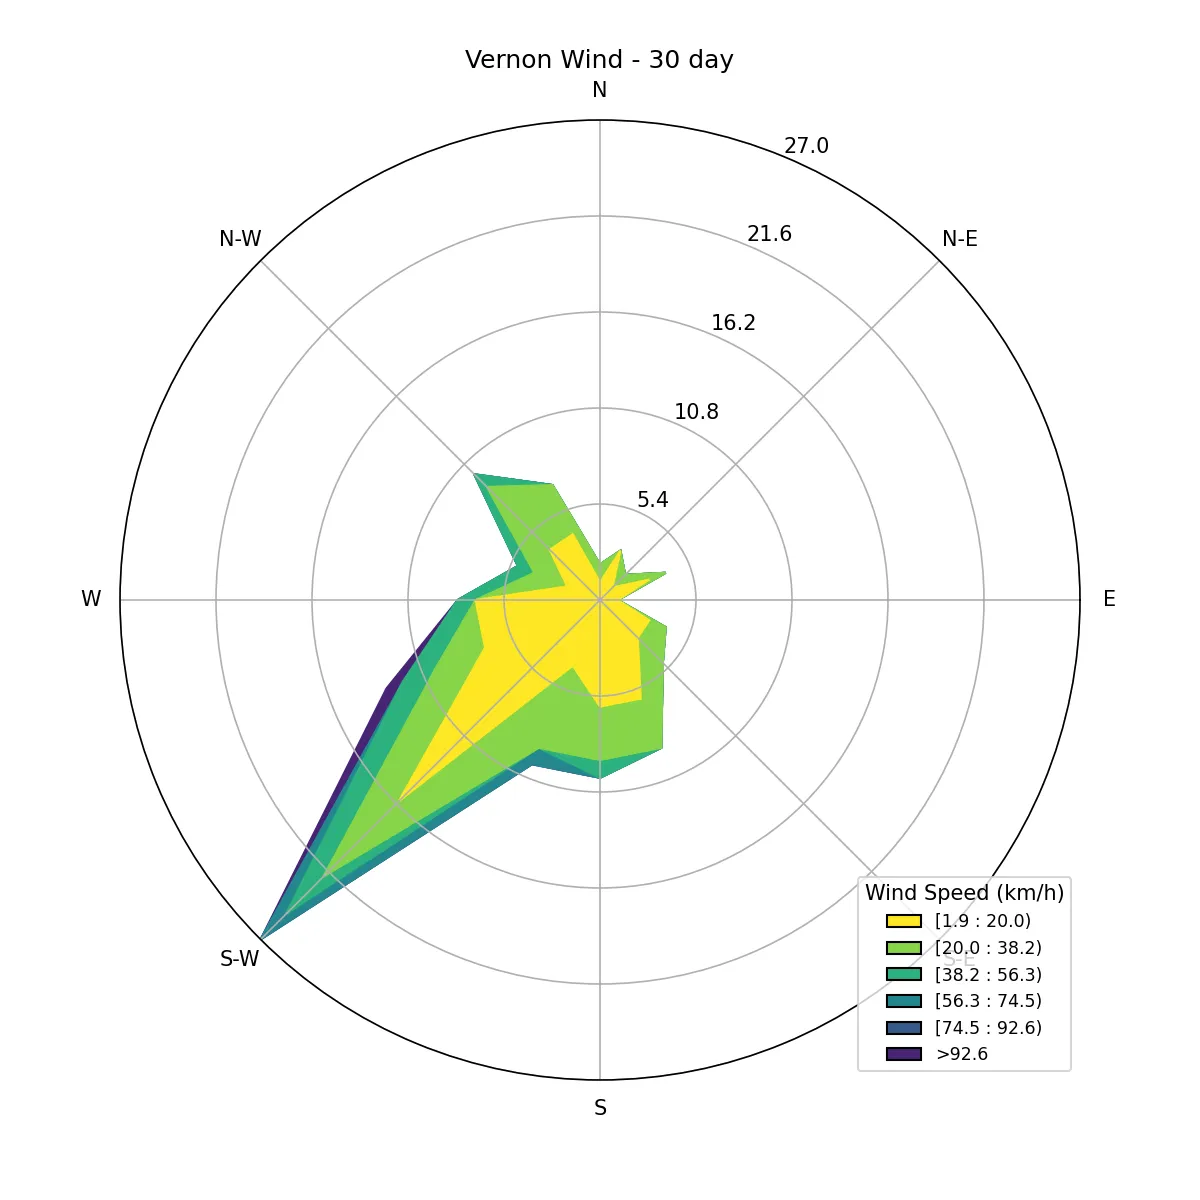 Vernon Wind - 30 day
N
27.0
N-W
21.6
N-E
16.2
10.8
5.4
W
E
S-W
S-E
S
Wind Speed (km/h)
[1.9 : 20.0)
[20.0 : 38.2)
[38.2 : 56.3)
[56.3 : 74.5)
[74.5 : 92.6)
>92.6